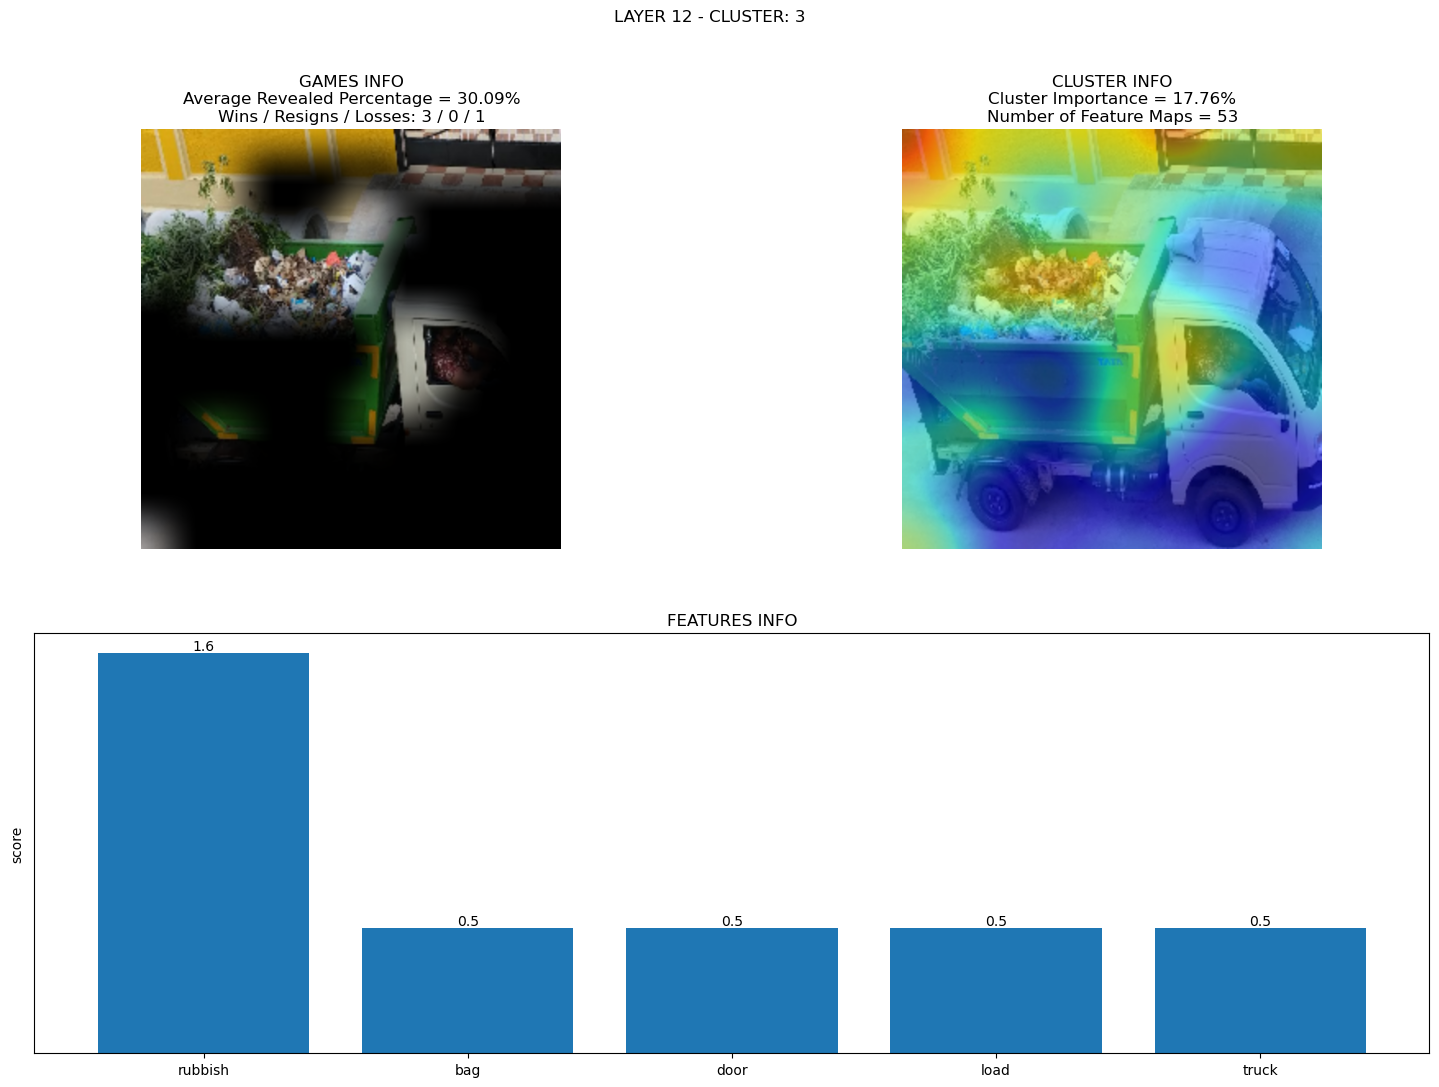 LAYER 12 - CLUSTER: 3
GAMES INFO
Average Revealed Percentage = 30.09%
Wins / Resigns / Losses: 3 / 0 / 1
CLUSTER INFO
Cluster Importance = 17.76%
Number of Feature Maps = 53
FEATURES INFO
score
1.6
0.5
0.5
0.5
0.5
rubbish
bag
door
load
truck